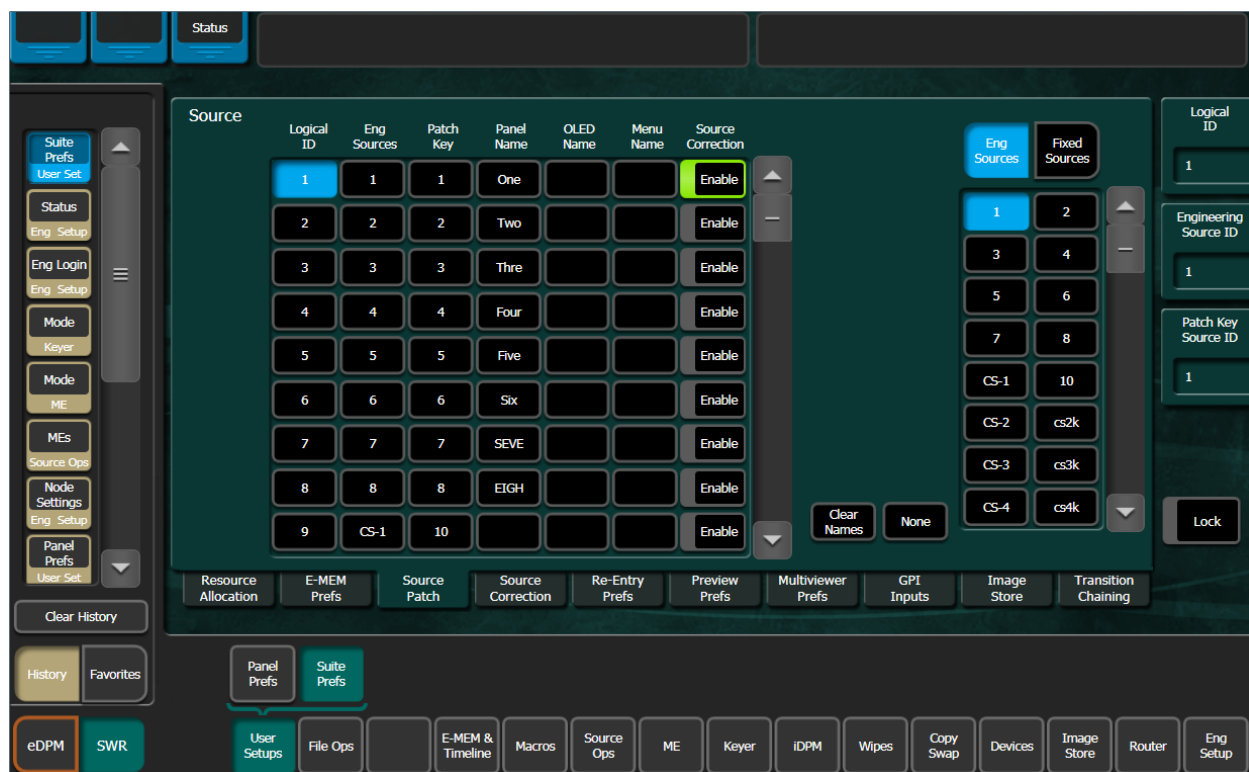 Status
Suite
Prefs
User Set
Status
Eng Setup
Eng Login
Eng Setup
Mode
Keyer
Mode
ME
MEs
Source Ops
Node
Settings
Eng Setup
Panel
Prefs
User Set
Clear History
History Favorites
eDPM SWR
Source
Logical
ID
Eng
Sources
Patch
Key
Panel
Name
OLED
Name
Menu
Name
Source
Correction
1 1 1 One Enable
2 2 2 Two Enable
3 3 3 Thre Enable
4 4 4 Four Enable
5 5 5 Five Enable
6 6 6 Six Enable
7 7 7 SEVE Enable
8 8 8 EIGH Enable
9 CS-1 10 Enable
Clear
Names
None
Eng
Sources
Fixed
Sources
1 2
3 4
5 6
7 8
CS-1 10
CS-2 cs2k
CS-3 cs3k
CS-4 cs4k
Logical
ID
1
Engineering
Source ID
1
Patch Key
Source ID
1
Lock
Resource
Allocation
E-MEM
Prefs
Source
Patch
Source
Correction
Re-Entry
Prefs
Preview
Prefs
Multiviewer
Prefs
GPI
Inputs
Image
Store
Transition
Chaining
Panel
Prefs
Suite
Prefs
User
Setups
File Ops
E-MEM &
Timeline
Macros
Source
Ops
ME
Keyer
iDPM
Wipes
Copy
Swap
Devices
Image
Store
Router
Eng
Setup